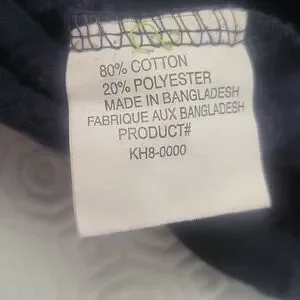 80% COTTON
20% POLYESTER
MADE IN BANGLADESH
FABRIQUE AUX BANGLADESH
PRODUCT#
KH8-0000